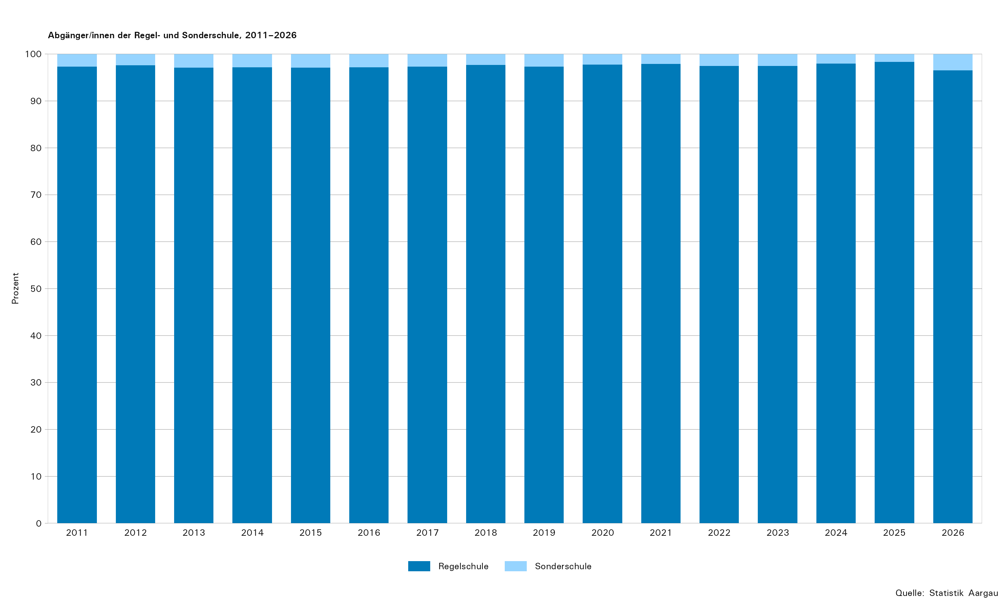 Abgänger/innen der Regel- und Sonderschule, 2011–2026
Prozent
100
90
80
70
60
50
40
30
20
10
0
2011 2012 2013 2014 2015 2016 2017 2018 2019 2020 2021 2022 2023 2024 2025 2026
Regelschule Sonderschule
Quelle: Statistik Aargau